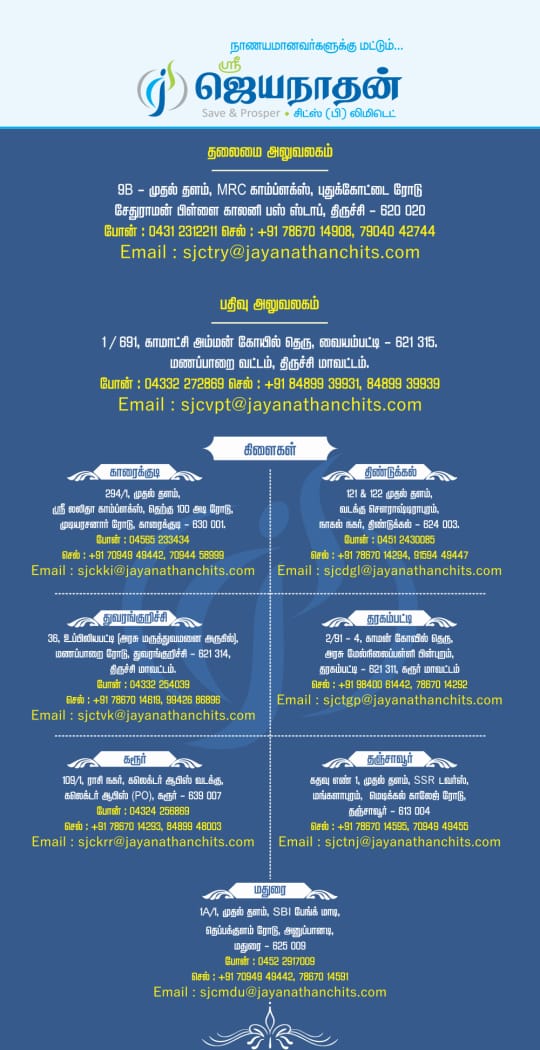 நாணயமானவர்களுக்கு மட்டும்...
ஸ்ரீ
ஜெயநாதன்
Save & Prosper • சிட்ஸ் (பி) லிமிடெட்
தலைமை அலுவலகம்
9B – முதல் தளம், MRC காம்ப்ளக்ஸ், புதுக்கோட்டை ரோடு
சேதுராமன் பிள்ளை காலனி பஸ் ஸ்டாப், திருச்சி – 620 020
போன் : 0431 2312211 செல் : +91 78670 14908, 79040 42744
Email : sjctry@jayanathanchits.com
பதிவு அலுவலகம்
1 / 691, காமாட்சி அம்மன் கோயில் தெரு, வையம்பட்டி – 621 315.
மணப்பாறை வட்டம், திருச்சி மாவட்டம்.
போன் : 04332 272869 செல் : +91 84899 39931, 84899 39939
Email : sjcvpt@jayanathanchits.com
கிளைகள்
காரைக்குடி
294/1, முதல் தளம்,
ஸ்ரீ லலிதா காம்ப்ளக்ஸ், தெற்கு 100 அடி ரோடு,
முடியரசனார் ரோடு, காரைக்குடி – 630 001.
போன் : 04565 233434
செல் : +91 70949 49442, 70944 58999
Email : sjckki@jayanathanchits.com
திண்டுக்கல்
121 & 122 முதல் தளம்,
வடக்கு சௌராஷ்டிராபுரம்,
நாகல் நகர், திண்டுக்கல் – 624 003.
போன் : 0451 2430085
செல் : +91 78670 14294, 91594 49447
Email : sjcdgl@jayanathanchits.com
துவரங்குறிச்சி
36, உப்பிலியபட்டி (அரசு மருத்துவமனை அருகில்),
மணப்பாறை ரோடு, துவரங்குறிச்சி – 621 314,
திருச்சி மாவட்டம்.
போன் : 04332 254039
செல் : +91 78670 14619, 99426 86896
Email : sjctvk@jayanathanchits.com
தரகம்பட்டி
2/91 – 4, காமன் கோவில் தெரு,
அரசு மேல்நிலைப்பள்ளி பின்புறம்,
தரகம்பட்டி – 621 311, கரூர் மாவட்டம்
செல் : +91 98400 61442, 78670 14292
Email : sjctgp@jayanathanchits.com
கரூர்
109/1, ராசி நகர், கலெக்டர் ஆபிஸ் வடக்கு,
கலெக்டர் ஆபிஸ் (PO), கரூர் – 639 007
போன் : 04324 256869
செல் : +91 78670 14293, 84899 48003
Email : sjckrr@jayanathanchits.com
தஞ்சாவூர்
கதவு எண் 1, முதல் தளம், SSR டவர்ஸ்,
மங்களாபுரம், மெடிக்கல் காலேஜ் ரோடு,
தஞ்சாவூர் – 613 004
செல் : +91 78670 14595, 70949 49455
Email : sjctnj@jayanathanchits.com
மதுரை
1A/1, முதல் தளம், SBI பேங்க் மாடி,
தெப்பக்குளம் ரோடு, அனுப்பானடி,
மதுரை – 625 009
போன் : 0452 2917009
செல் : +91 70949 49442, 78670 14591
Email : sjcmdu@jayanathanchits.com